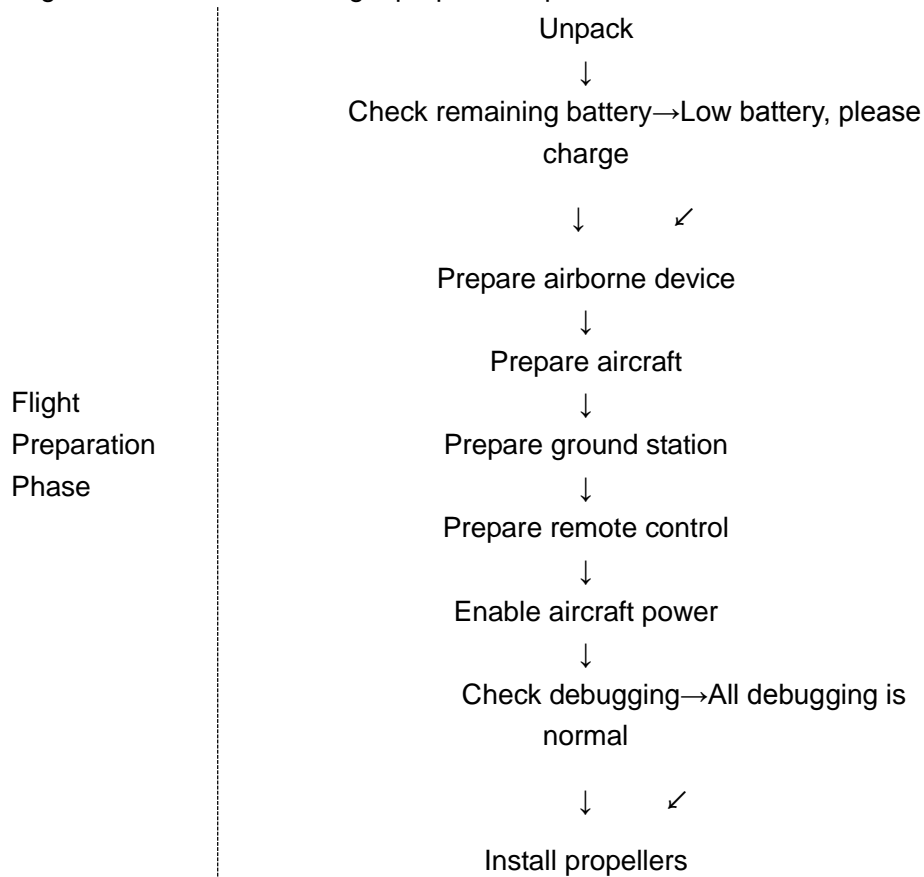 Unpack
↓
Check remaining battery→Low battery, please
charge
↓ ↙
Prepare airborne device
↓
Prepare aircraft
Flight
↓
Preparation
Prepare ground station
Phase
↓
Prepare remote control
↓
Enable aircraft power
↓
Check debugging→All debugging is
normal
↓ ↙
Install propellers